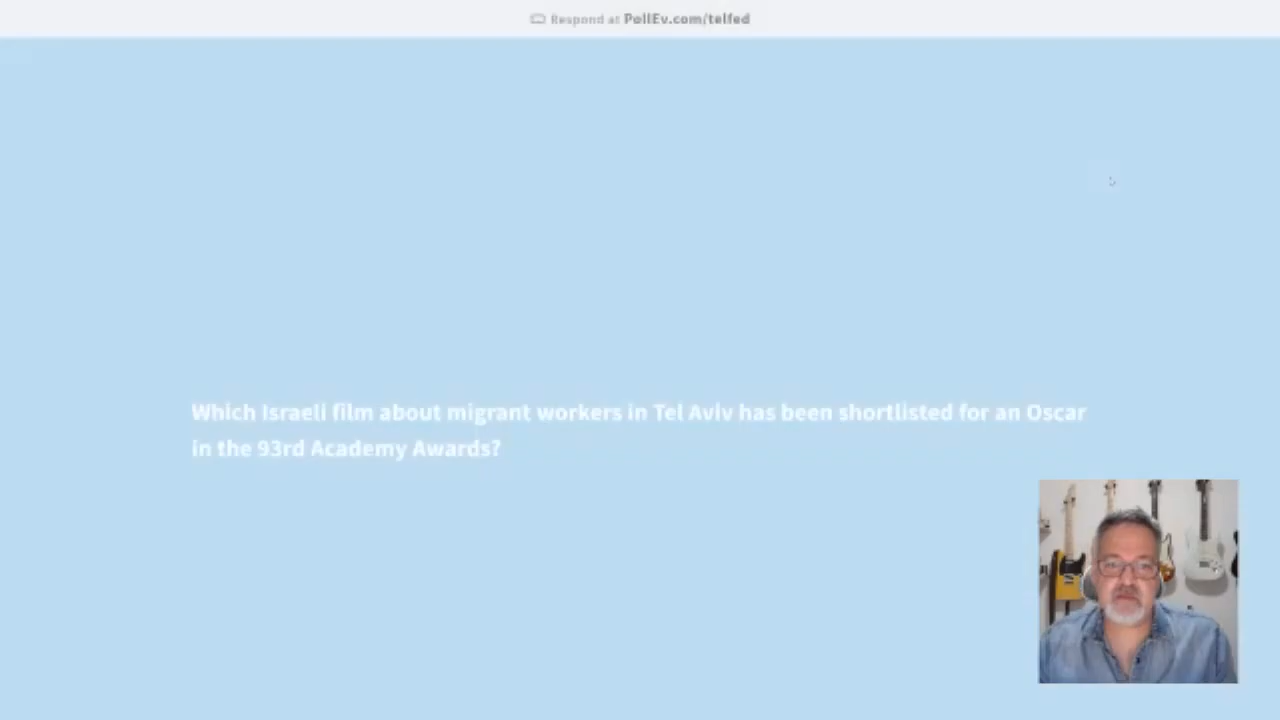 Respond at PollEv.com/telfed
Which Israeli film about migrant workers in Tel Aviv has been shortlisted for an Oscar
in the 93rd Academy Awards?